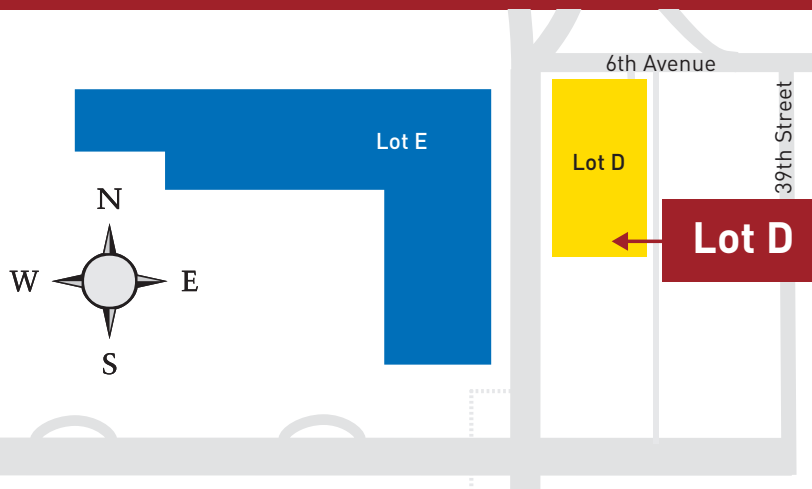 6th Avenue
39th Street
Lot E
Lot D
Lot D
N
W
E
S